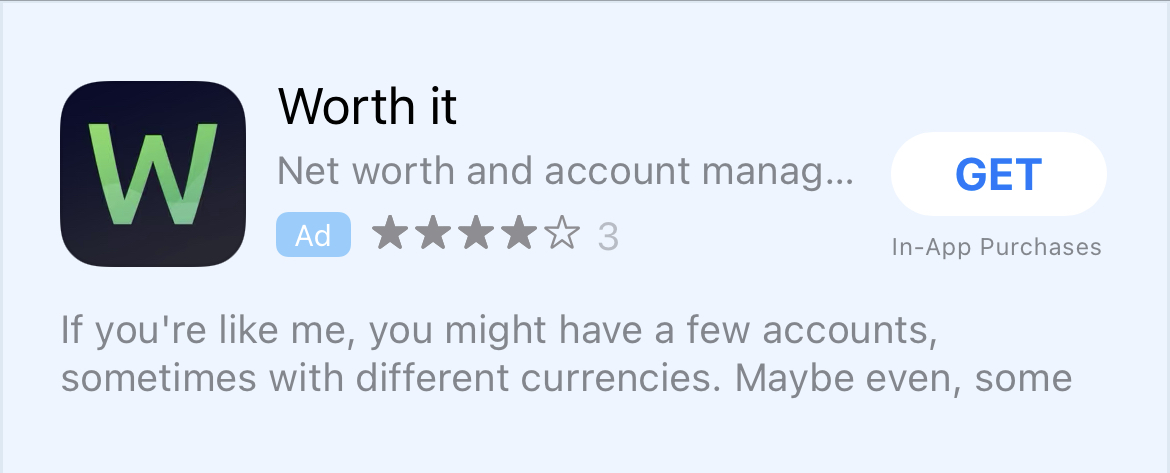 W
Worth it
Net worth and account manag...
GET
Ad
3
In-App Purchases
If you're like me, you might have a few accounts,
sometimes with different currencies. Maybe even, some